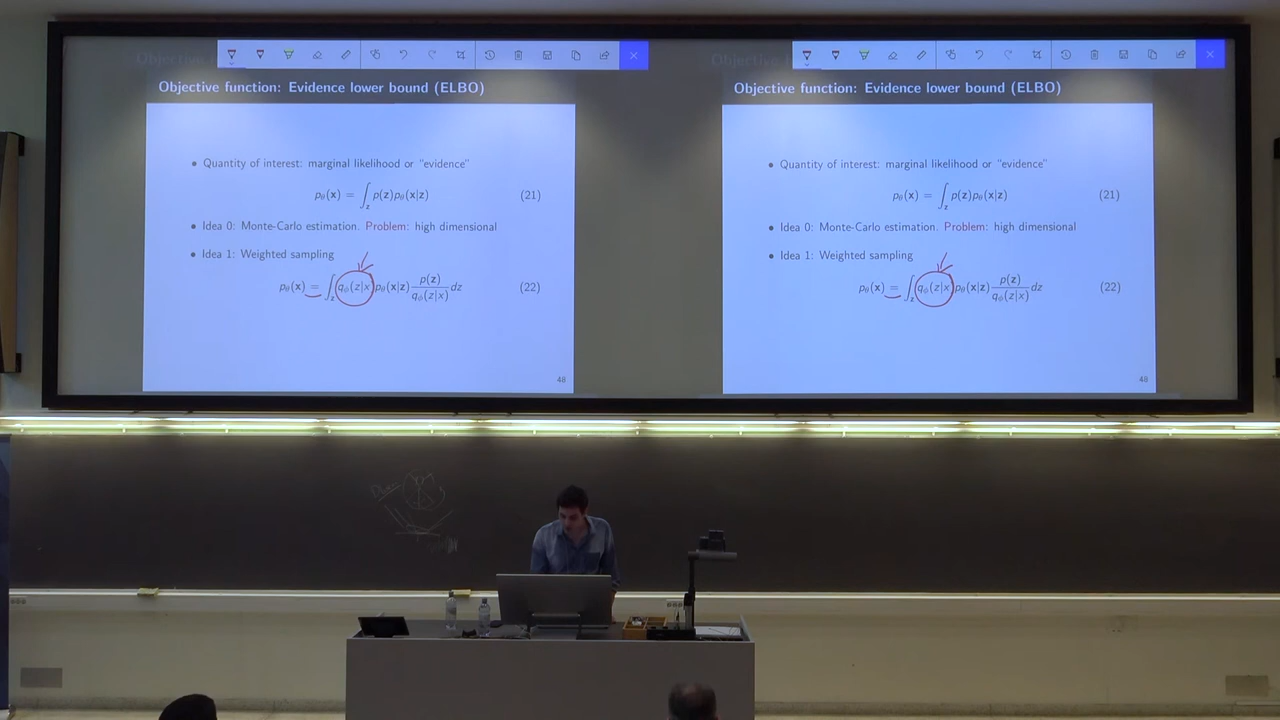 Objective function: Evidence lower bound (ELBO)
• Quantity of interest: marginal likelihood or "evidence"
pθ(x) = ∫z p(z)pθ(x|z) (21)
• Idea 0: Monte-Carlo estimation. Problem: high dimensional
• Idea 1: Weighted sampling
pθ(x) = ∫z qϕ(z|x)pθ(x|z) p(z)/qϕ(z|x) dz (22)
48
Objective function: Evidence lower bound (ELBO)
• Quantity of interest: marginal likelihood or "evidence"
pθ(x) = ∫z p(z)pθ(x|z) (21)
• Idea 0: Monte-Carlo estimation. Problem: high dimensional
• Idea 1: Weighted sampling
pθ(x) = ∫z qϕ(z|x)pθ(x|z) p(z)/qϕ(z|x) dz (22)
48